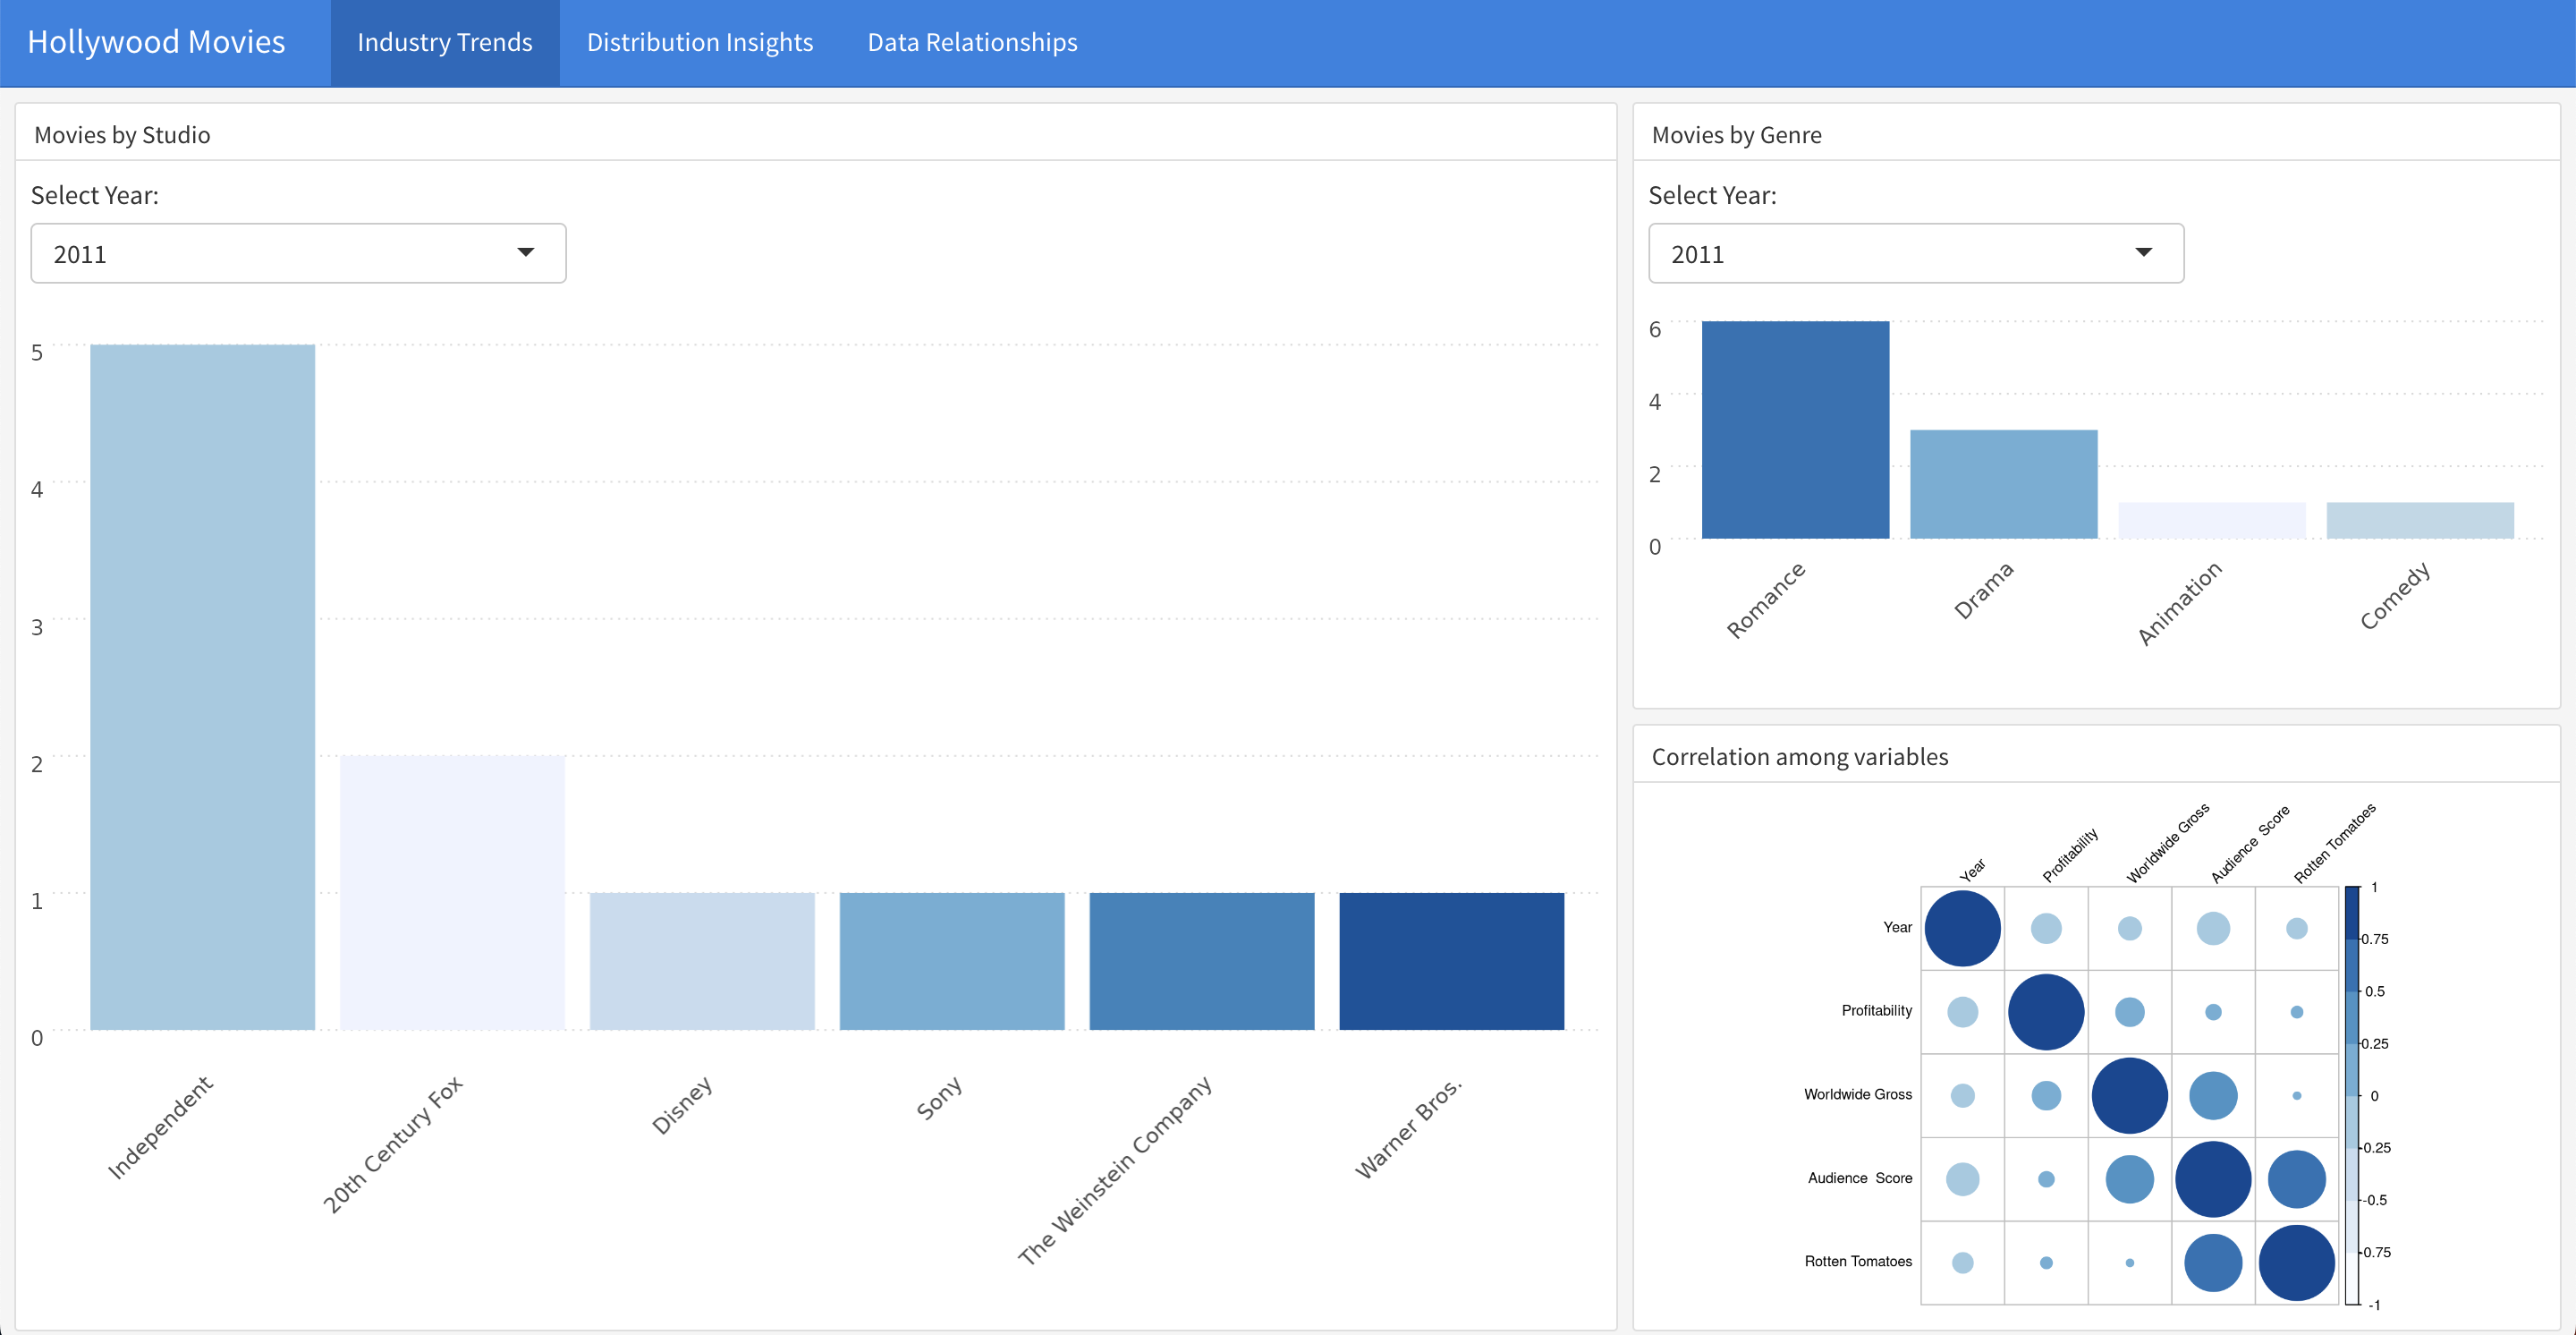 Hollywood Movies
Industry Trends
Distribution Insights
Data Relationships
Movies by Studio
Select Year:
2011
5
4
3
2
1
0
Independent
20th Century Fox
Disney
Sony
The Weinstein Company
Warner Bros.
Movies by Genre
Select Year:
2011
6
4
2
0
Romance
Drama
Animation
Comedy
Correlation among variables
Year
Profitability
Worldwide Gross
Audience  Score
Rotten Tomatoes
Year
Profitability
Worldwide Gross
Audience  Score
Rotten Tomatoes
1
0.75
0.5
0.25
0
-0.25
-0.5
-0.75
-1